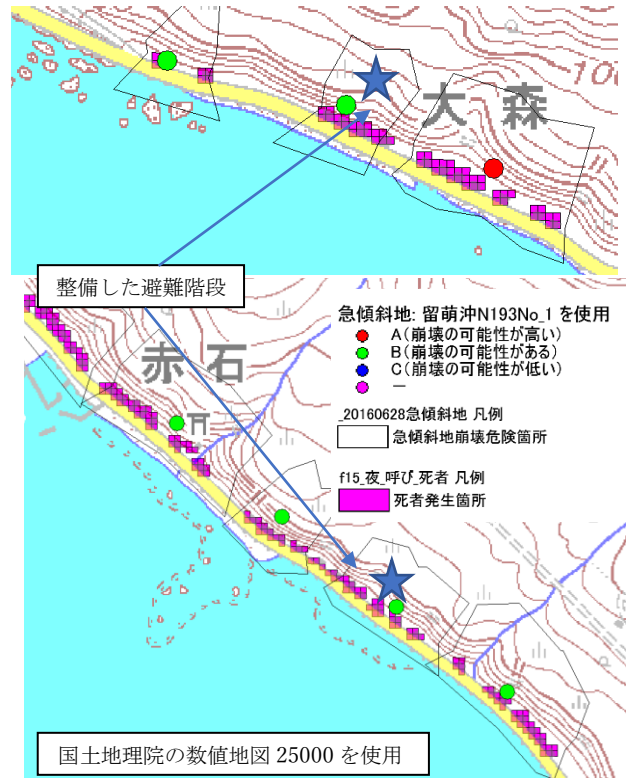 100
大森
整備した避難階段
赤石
急傾斜地: 留萌沖N193No_1 を使用
A(崩壊の可能性が高い)
B(崩壊の可能性がある)
C(崩壊の可能性が低い)
ー
_20160628急傾斜地 凡例
急傾斜地崩壊危険箇所
f15_夜_呼び_死者 凡例
死者発生箇所
国土地理院の数値地図 25000 を使用